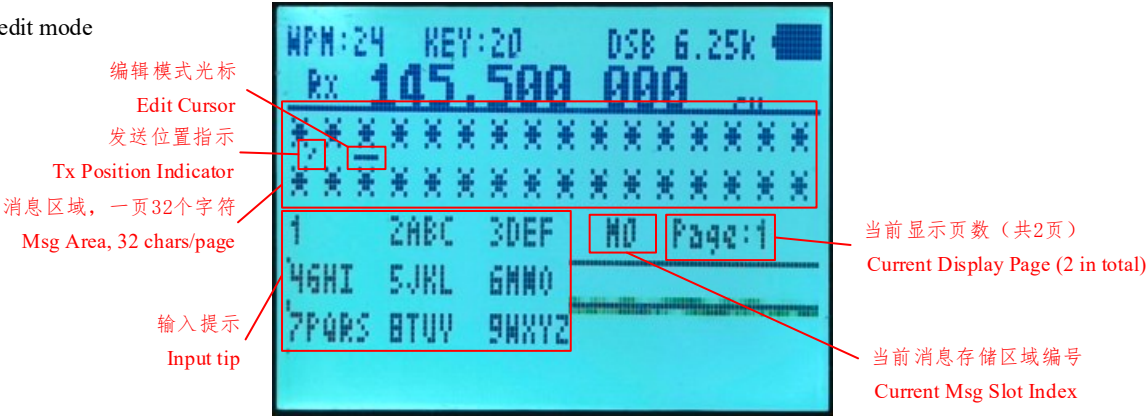 edit mode
编辑模式光标
Edit Cursor
发送位置指示
Tx Position Indicator
消息区域，一页32个字符
Msg Area, 32 chars/page
输入提示
Input tip
WPM:24 KEY:20 DSB 6.25k
Rx 145.500 000
****************
****************
1 2ABC 3DEF M0 Page:1
4GHI 5JKL 6MNO
7PQRS 8TUV 9WXYZ
当前显示页数（共2页）
Current Display Page (2 in total)
当前消息存储区域编号
Current Msg Slot Index